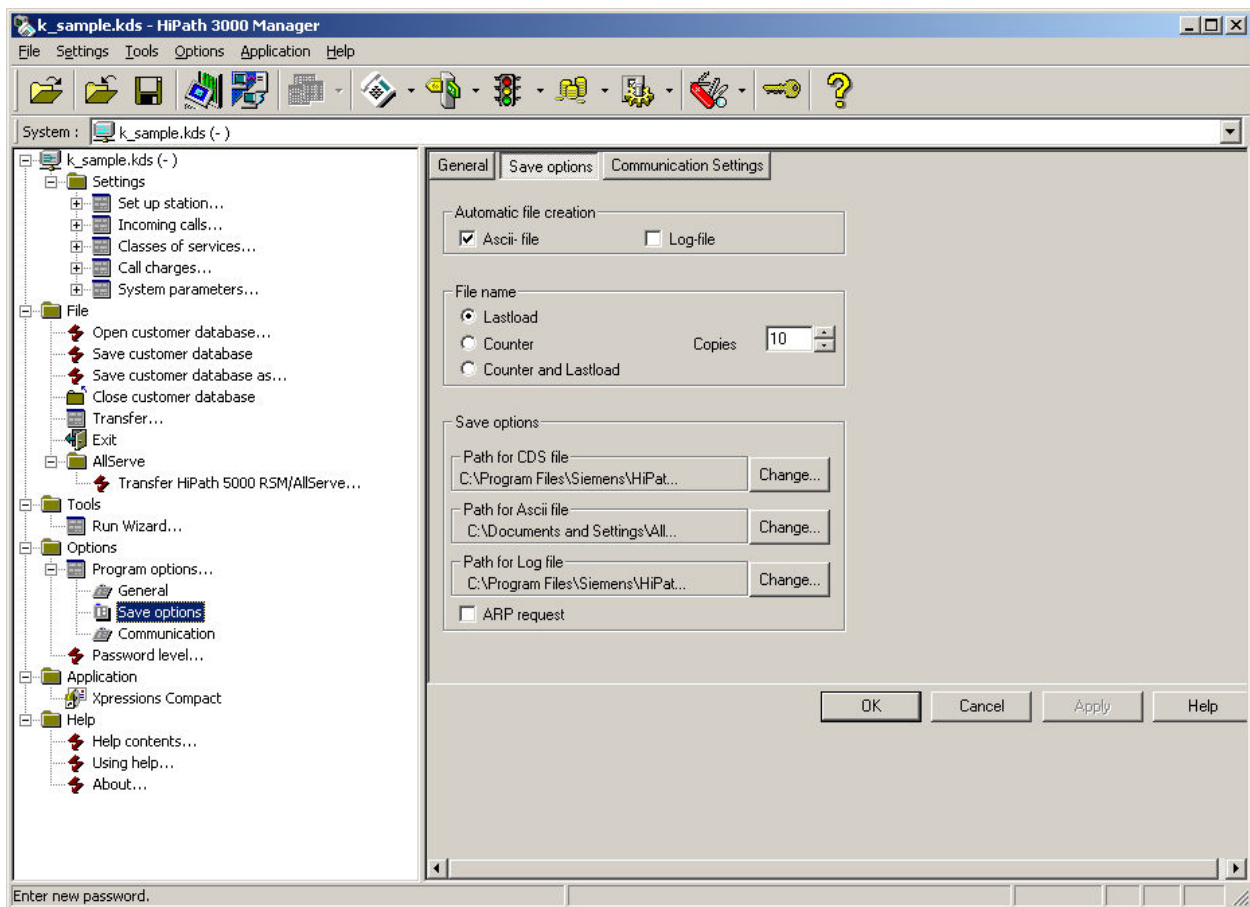 k_sample.kds - HiPath 3000 Manager
File Settings Tools Options Application Help
System : k_sample.kds (- )
k_sample.kds (- )
Settings
Set up station...
Incoming calls...
Classes of services...
Call charges...
System parameters...
File
Open customer database...
Save customer database
Save customer database as...
Close customer database
Transfer...
Exit
AllServe
Transfer HiPath 5000 RSM/AllServe...
Tools
Run Wizard...
Options
Program options...
General
Save options
Communication
Password level...
Application
Xpressions Compact
Help
Help contents...
Using help...
About...
General Save options Communication Settings
Automatic file creation
Ascii- file Log-file
File name
Lastload
Counter Copies 10
Counter and Lastload
Save options
Path for CDS file
C:\Program Files\Siemens\HiPat... Change...
Path for Ascii file
C:\Documents and Settings\All... Change...
Path for Log file
C:\Program Files\Siemens\HiPat... Change...
ARP request
OK Cancel Apply Help
Enter new password.